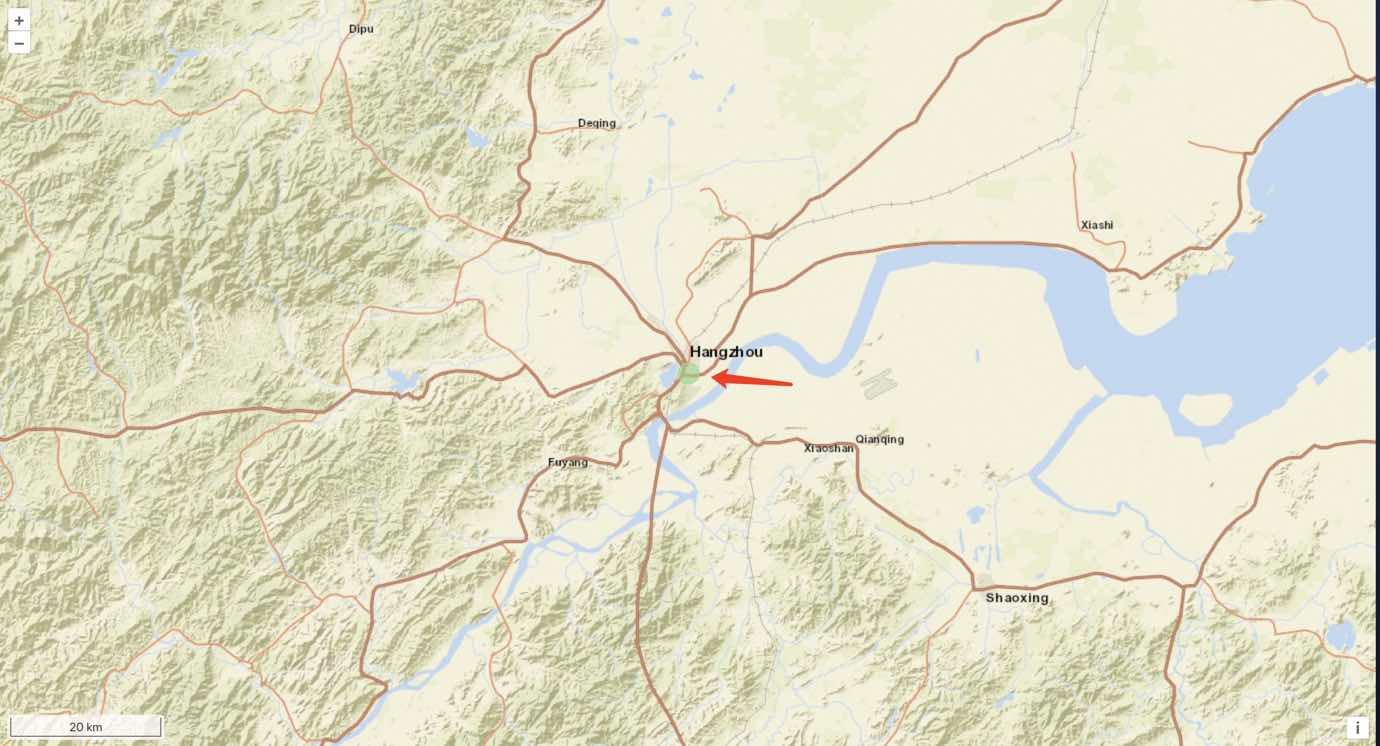 +
−
Dipu
Deqing
Xiashi
Hangzhou
Qianqing
Xiaoshan
Fuyang
Shaoxing
20 km
i